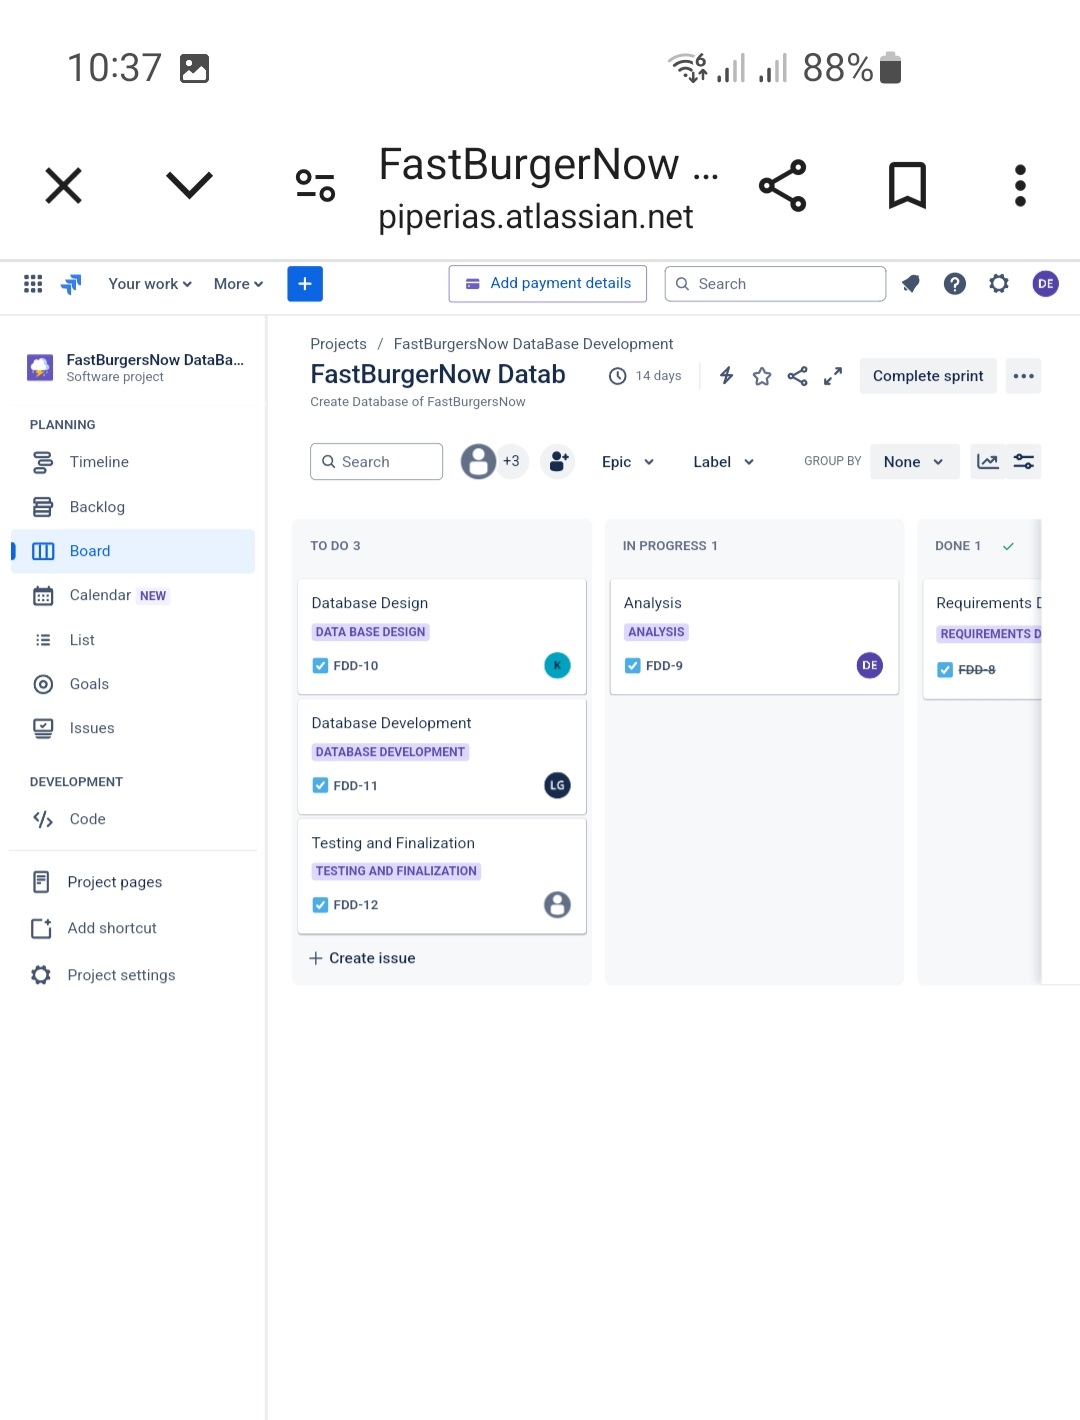 10:37
6
88%
FastBurgerNow ...
piperias.atlassian.net
Your work
More
+
Add payment details
Search
DE
FastBurgersNow DataBa...
Software project
PLANNING
Timeline
Backlog
Board
Calendar NEW
List
Goals
Issues
DEVELOPMENT
Code
Project pages
Add shortcut
Project settings
Projects / FastBurgersNow DataBase Development
FastBurgerNow Datab
14 days
Complete sprint
Create Database of FastBurgersNow
Search
+3
Epic
Label
GROUP BY
None
TO DO 3
Database Design
DATA BASE DESIGN
FDD-10
K
Database Development
DATABASE DEVELOPMENT
FDD-11
LG
Testing and Finalization
TESTING AND FINALIZATION
FDD-12
+ Create issue
IN PROGRESS 1
Analysis
ANALYSIS
FDD-9
DE
DONE 1
Requirements
REQUIREMENTS D
FDD-8